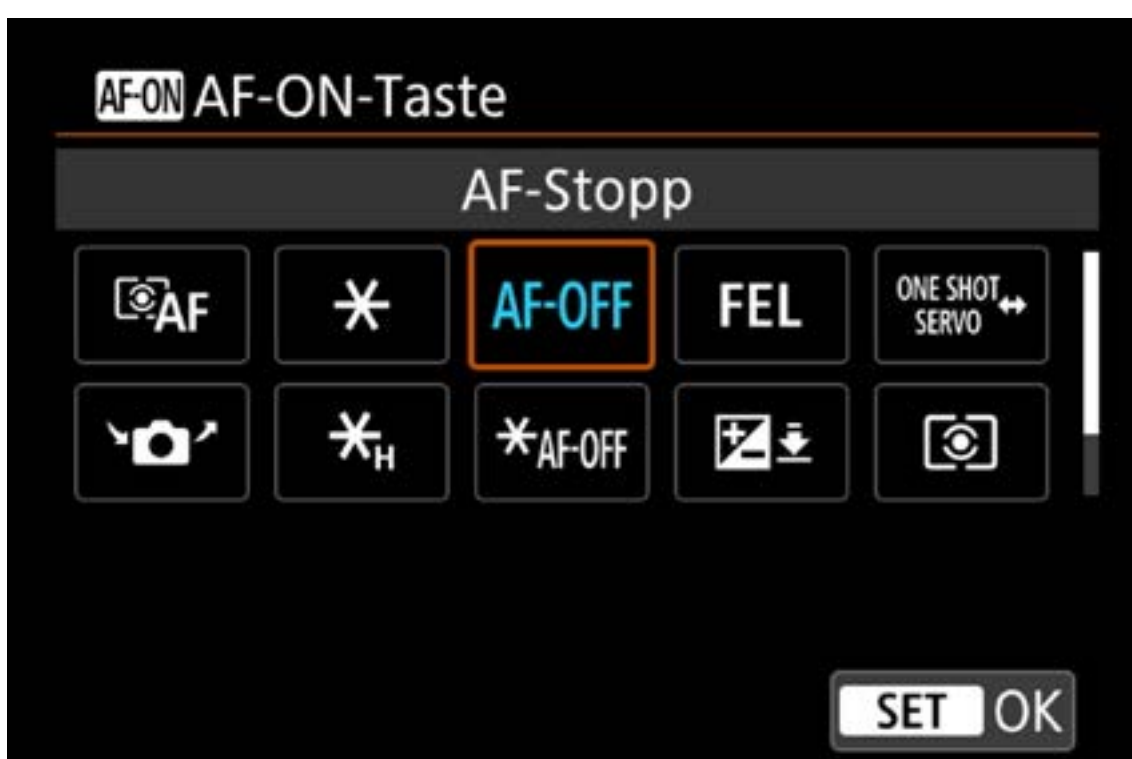 AF-ON AF-ON-Taste
AF-Stopp
AF AF-OFF FEL ONE SHOT
SERVO
H AF-OFF
SET OK